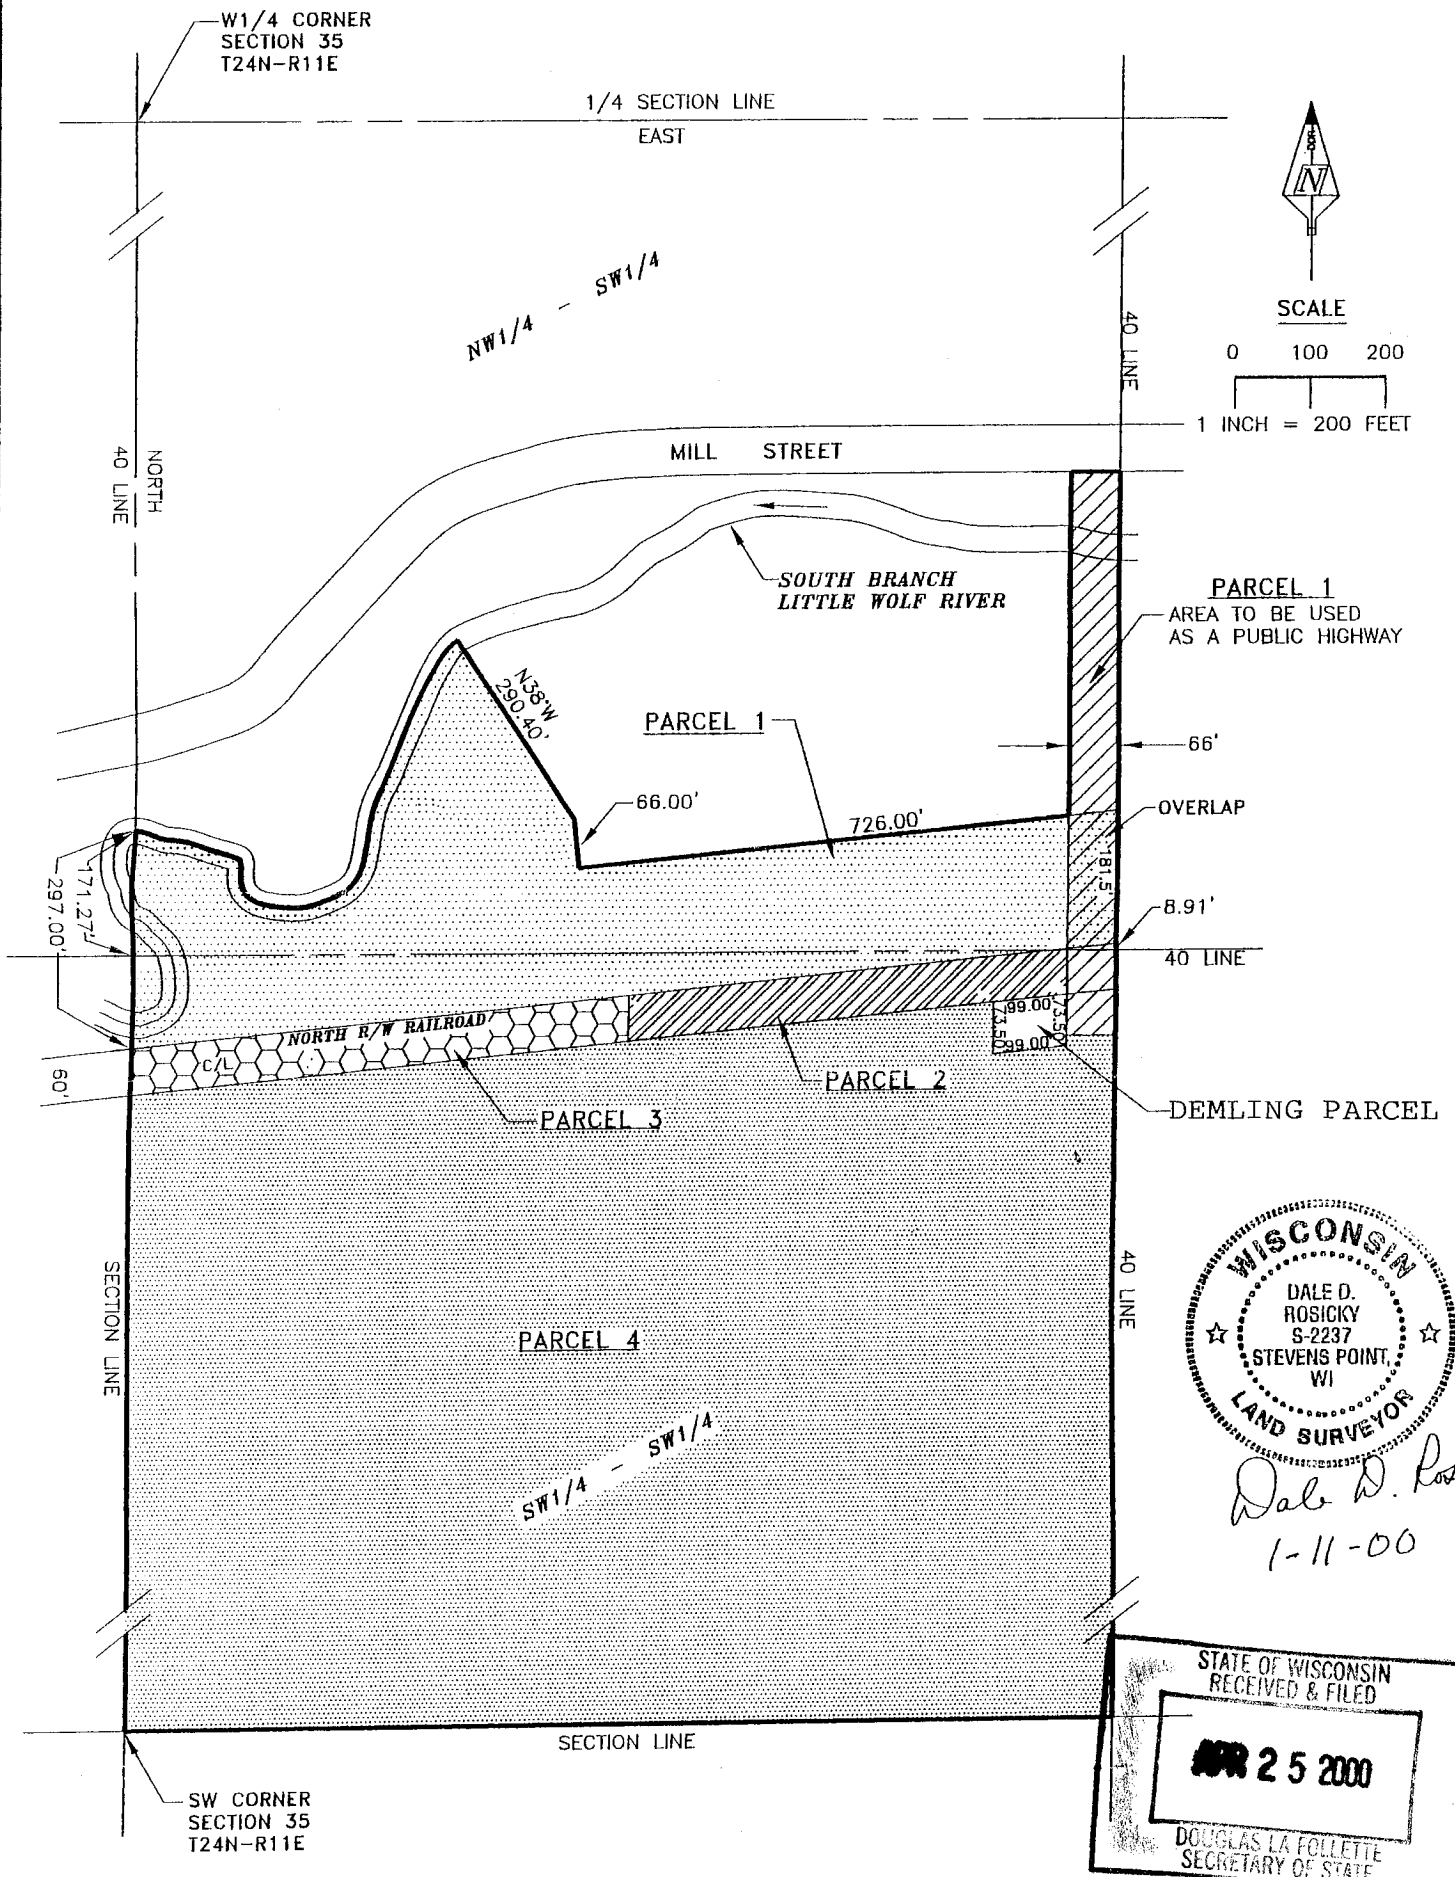 W1/4 CORNER
SECTION 35
T24N-R11E
1/4 SECTION LINE
EAST
N
SCALE
0 100 200
1 INCH = 200 FEET
NW1/4 - SW1/4
40 LINE
NORTH
40 LINE
MILL STREET
SOUTH BRANCH
LITTLE WOLF RIVER
PARCEL 1
AREA TO BE USED
AS A PUBLIC HIGHWAY
N38°W
290.40'
PARCEL 1
66'
66.00'
726.00'
OVERLAP
181.5'
171.27'
297.00'
8.91'
40 LINE
NORTH R/W RAILROAD
C/L
60'
99.00'
73.50'
73.50'
99.00'
PARCEL 2
PARCEL 3
DEMLING PARCEL
SECTION LINE
40 LINE
PARCEL 4
SW1/4 - SW1/4
WISCONSIN
DALE D.
ROSICKY
S-2237
STEVENS POINT,
WI
LAND SURVEYOR
Dale D.
1-11-00
STATE OF WISCONSIN
RECEIVED & FILED
APR 25 2000
DOUGLAS LA FOLLETTE
SECRETARY OF STATE
SECTION LINE
SW CORNER
SECTION 35
T24N-R11E